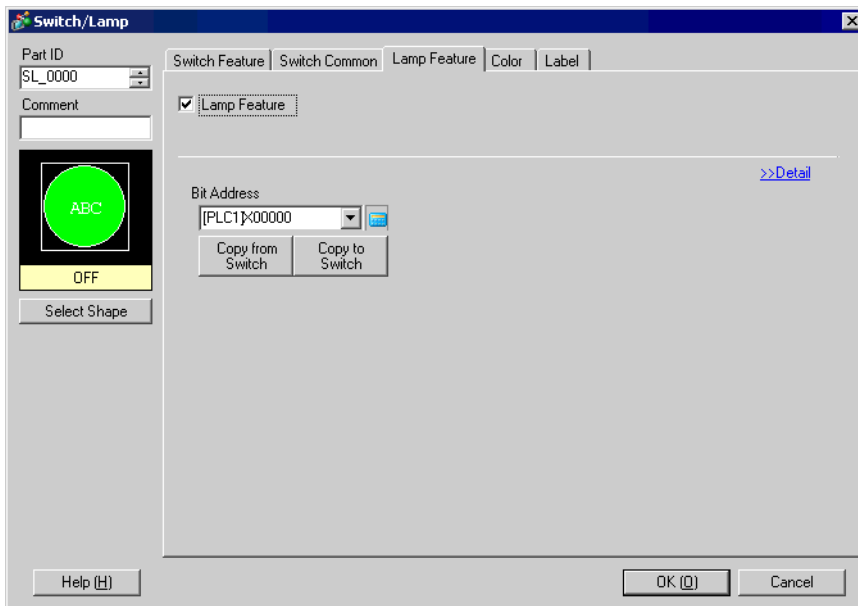 Switch/Lamp
Part ID
SL_0000
Comment
ABC
OFF
Select Shape
Switch Feature
Switch Common
Lamp Feature
Color
Label
Lamp Feature
>>Detail
Bit Address
[PLC1]X00000
Copy from
Switch
Copy to
Switch
Help (H)
OK (O)
Cancel